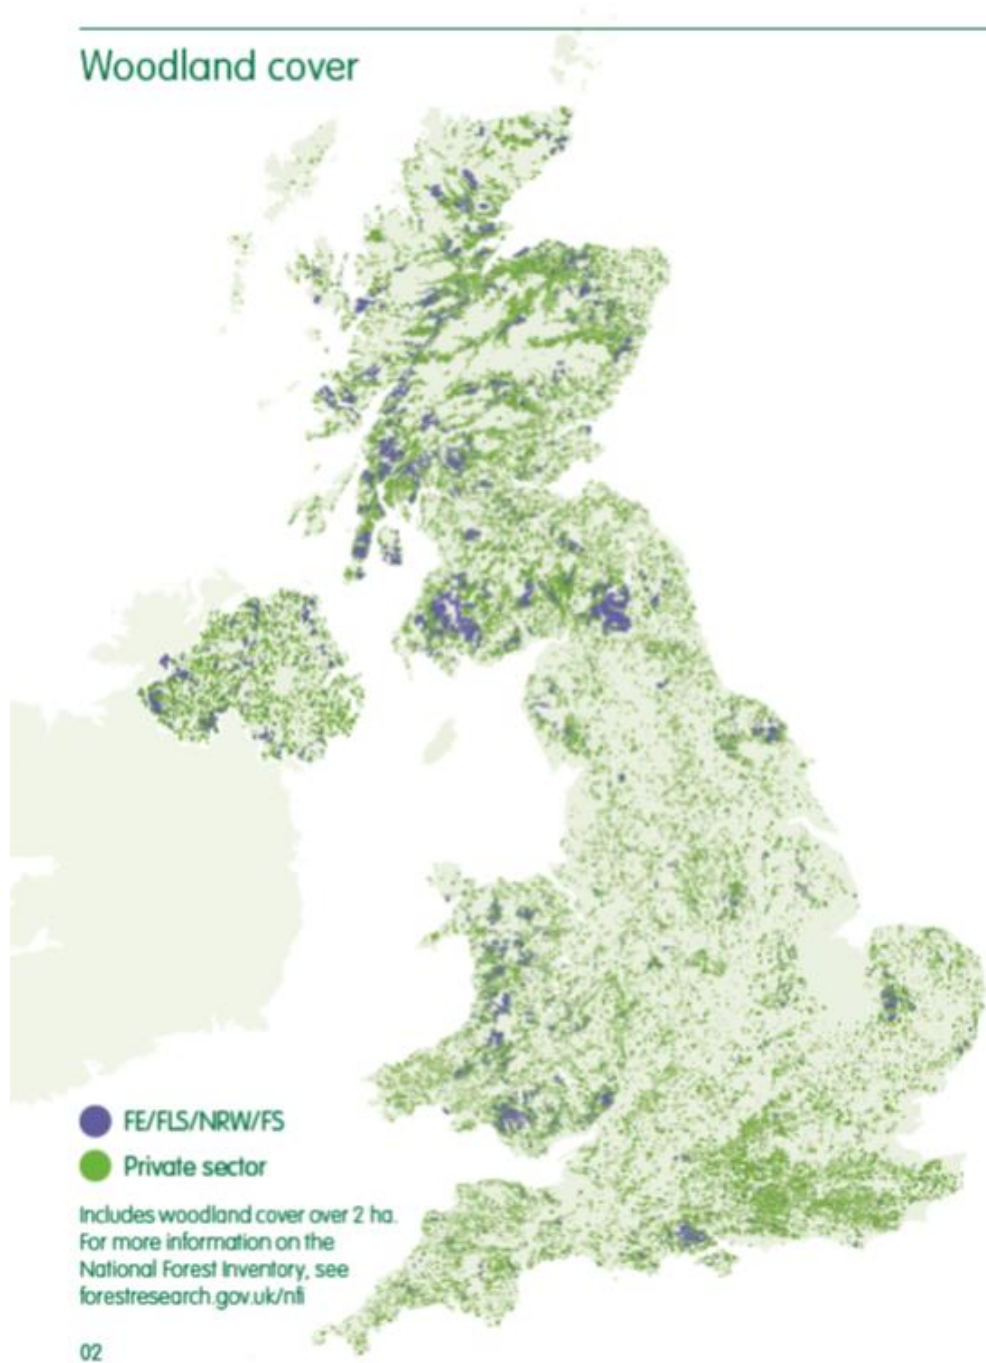 Woodland cover
FE/FLS/NRW/FS
Private sector
Includes woodland cover over 2 ha.
For more information on the
National Forest Inventory, see
forestresearch.gov.uk/nfi
02